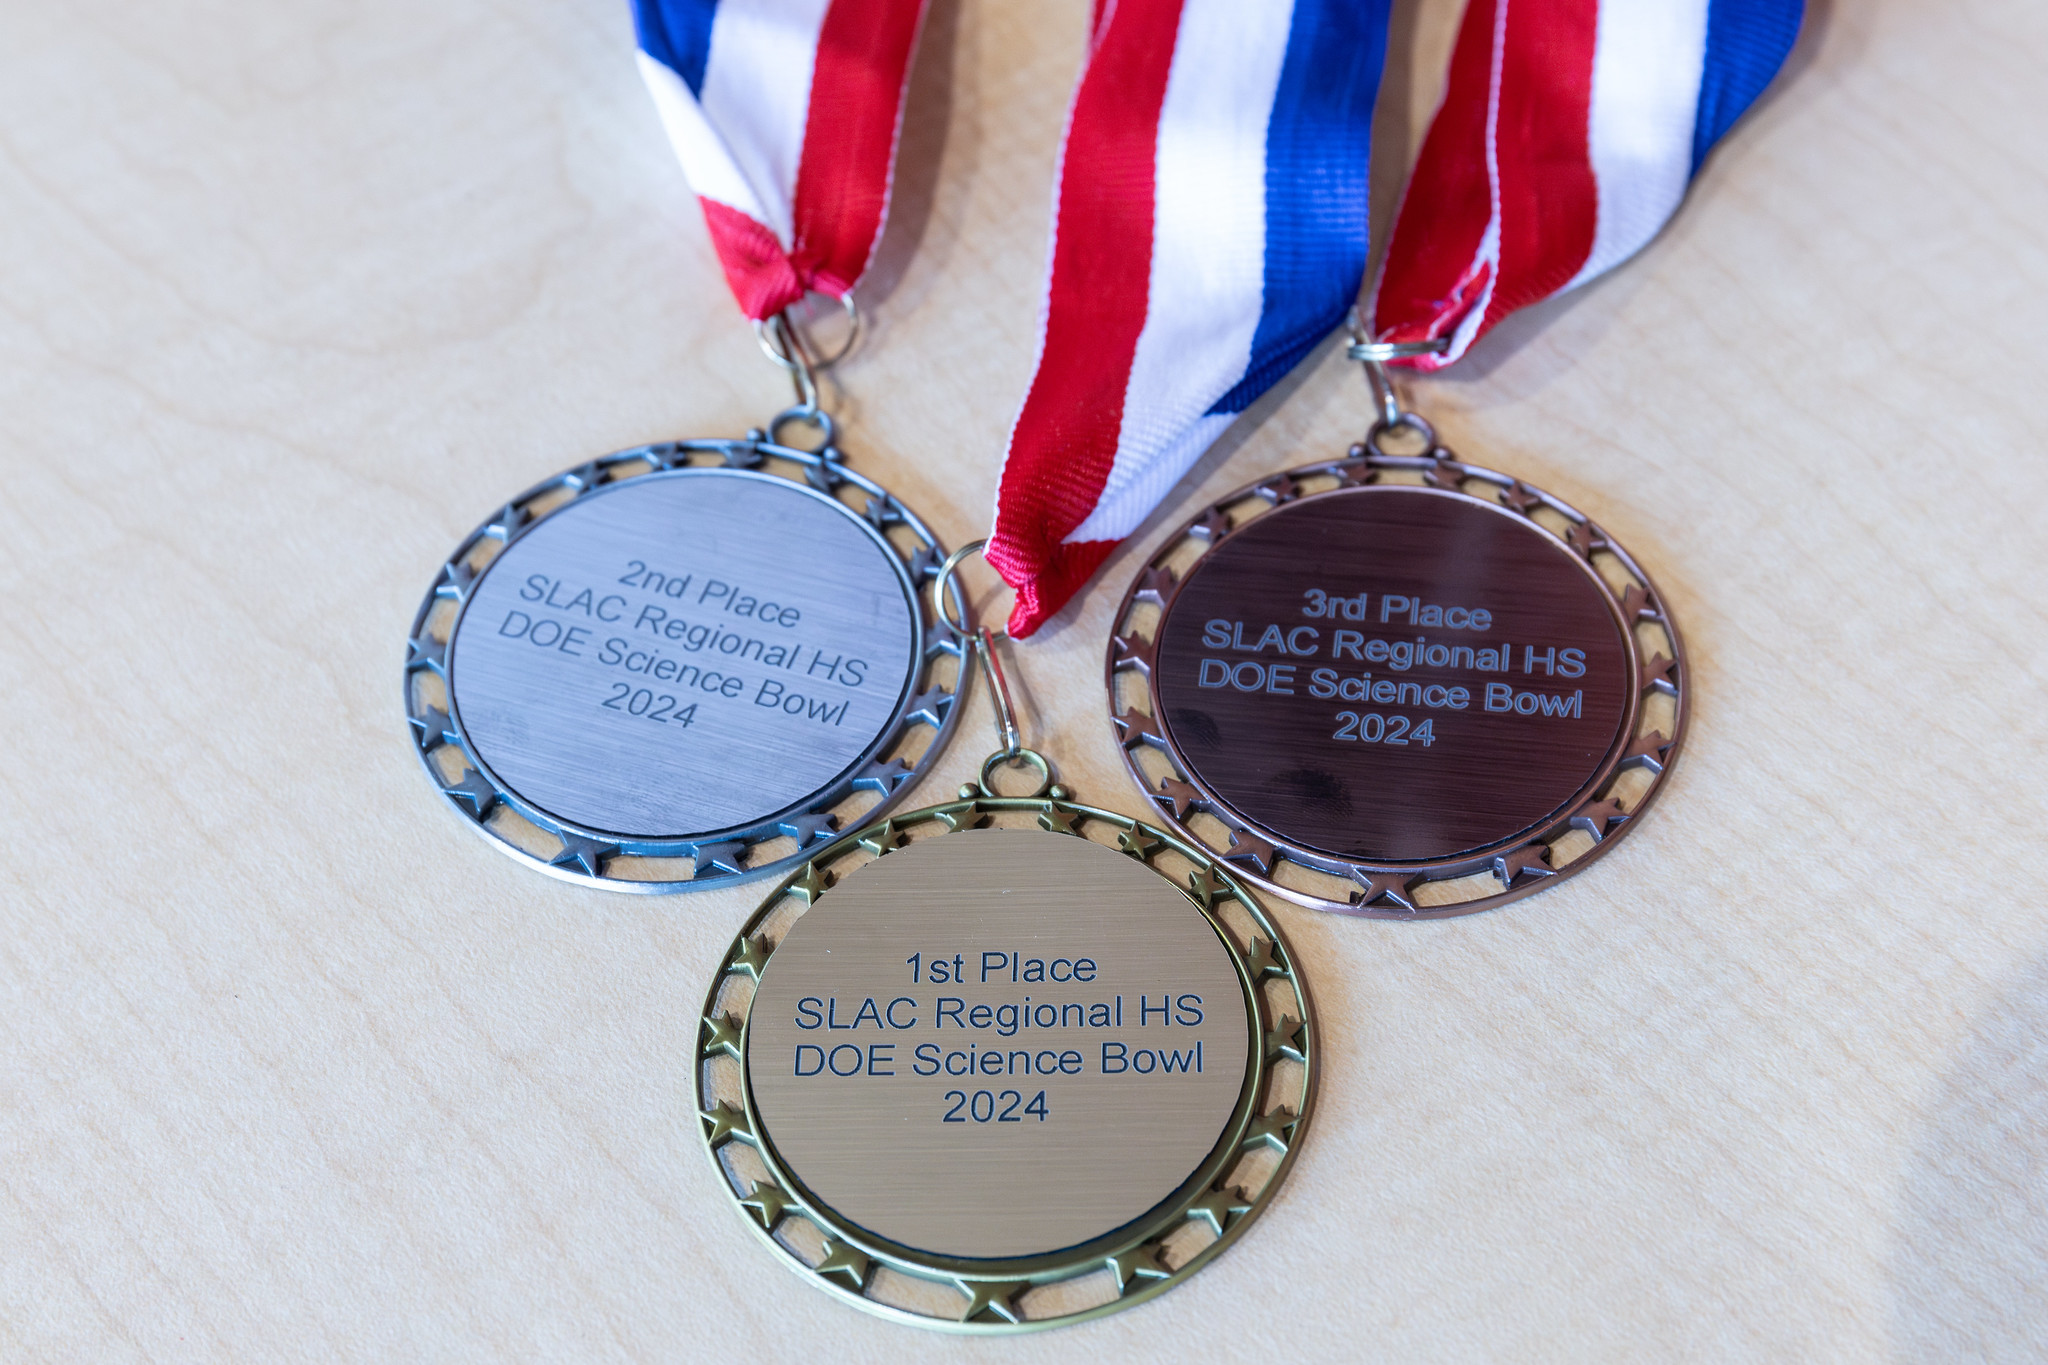 2nd Place
SLAC Regional HS
DOE Science Bowl
2024
3rd Place
SLAC Regional HS
DOE Science Bowl
2024
1st Place
SLAC Regional HS
DOE Science Bowl
2024